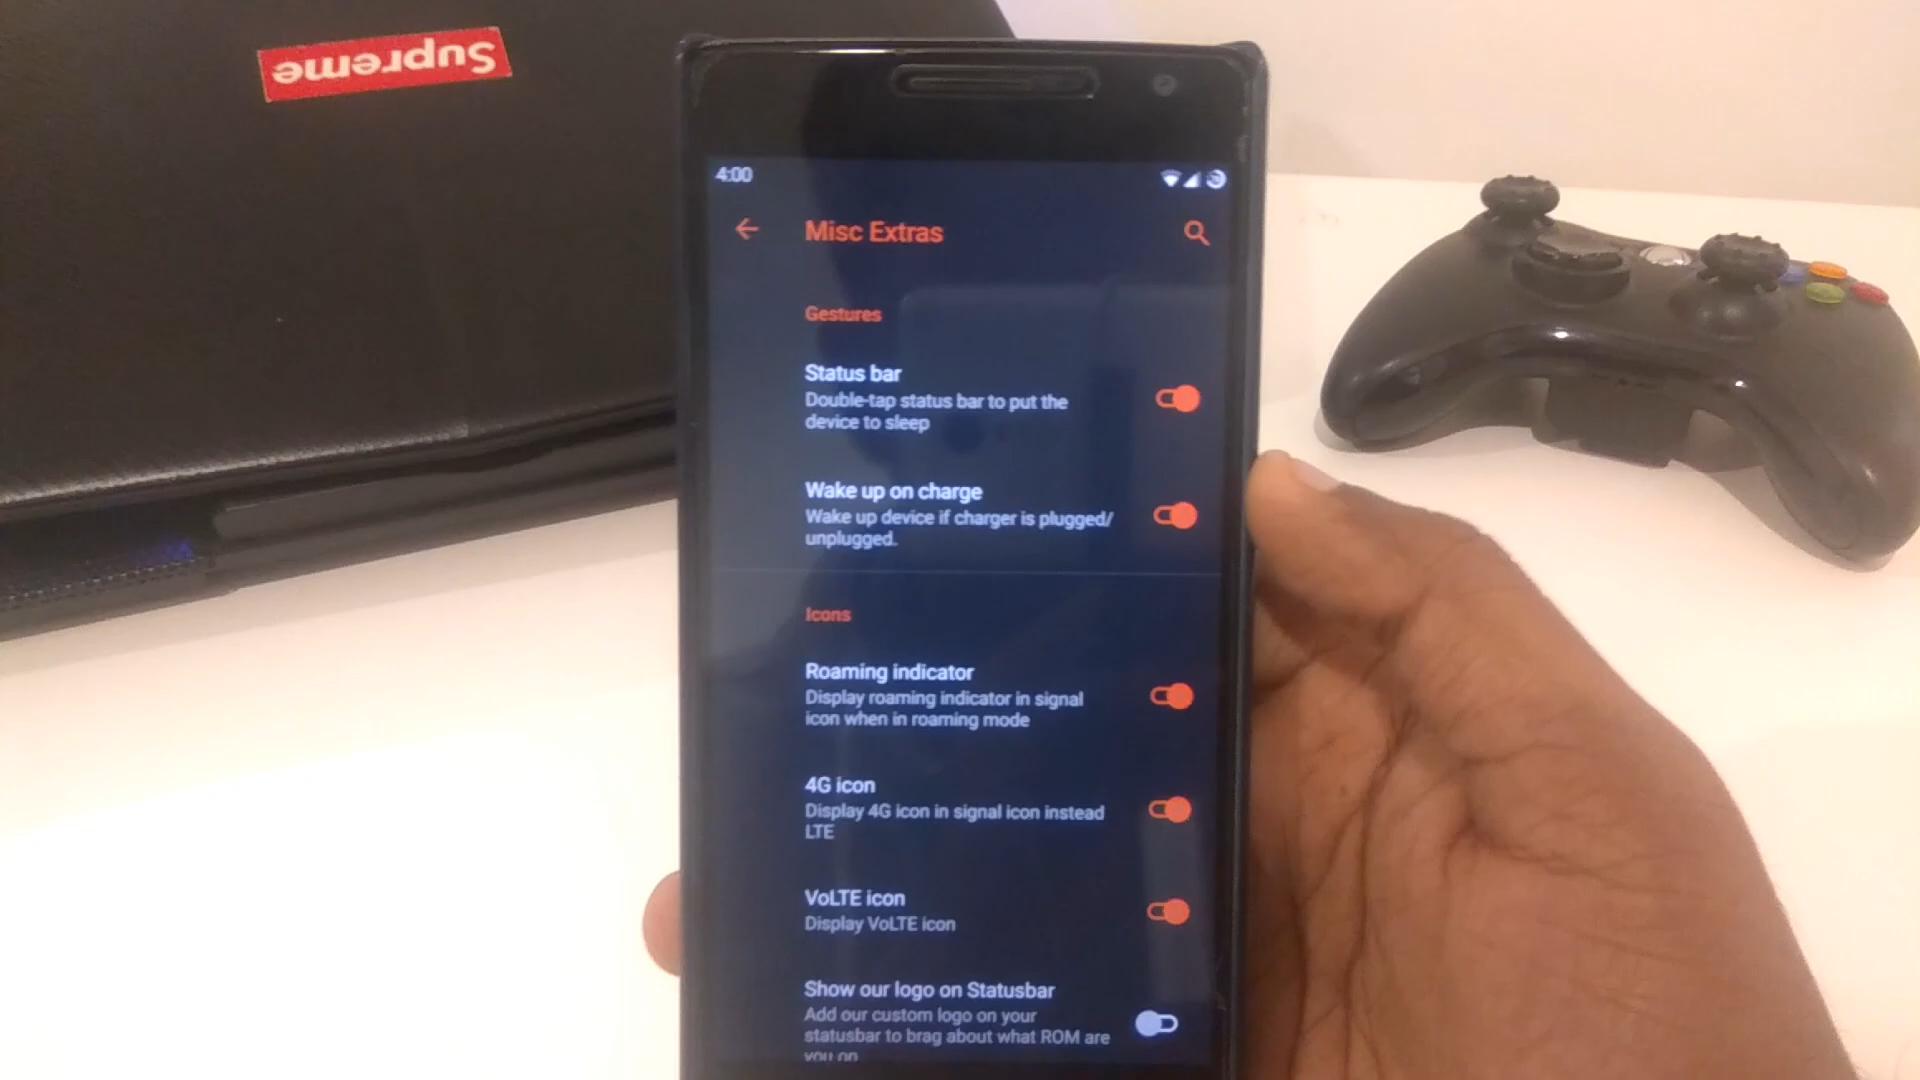 Supreme
4:00
Misc Extras
Gestures
Status bar
Double-tap status bar to put the
device to sleep
Wake up on charge
Wake up device if charger is plugged/
unplugged.
Icons
Roaming indicator
Display roaming indicator in signal
icon when in roaming mode
4G icon
Display 4G icon in signal icon instead
LTE
VoLTE icon
Display VoLTE icon
Show our logo on Statusbar
Add our custom logo on your
statusbar to brag about what ROM are
you on